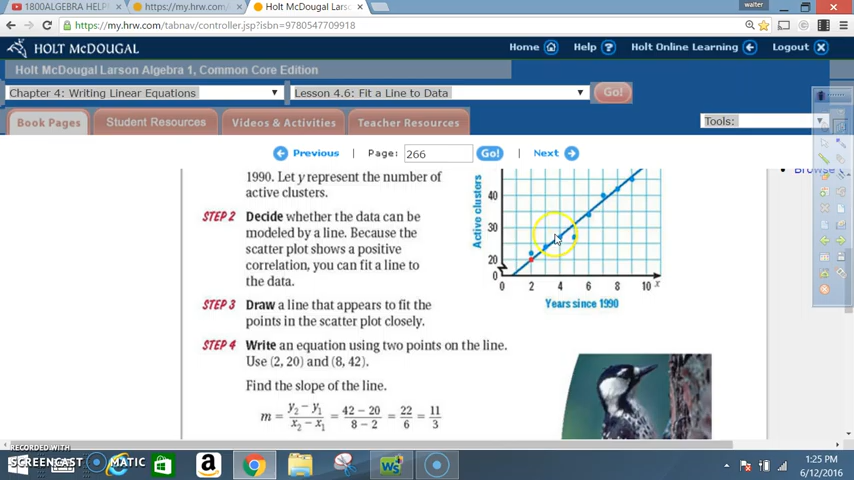 1800ALGEBRA HELP
https://my.hrw.com/tabnav/
Holt McDougal Lars
walter
https://my.hrw.com/tabnav/controller.jsp?isbn=9780547709918
HOLT MCDOUGAL
Home
Help ?
Holt Online Learning
Logout
Holt McDougal Larson Algebra 1, Common Core Edition
Chapter 4: Writing Linear Equations
Lesson 4.6: Fit a Line to Data
Go!
Book Pages
Student Resources
Videos & Activities
Teacher Resources
Tools:
Previous | Page: 266 Go! | Next
Browse
1990. Let y represent the number of
active clusters.
STEP 2 Decide whether the data can be
modeled by a line. Because the
scatter plot shows a positive
correlation, you can fit a line to
the data.
STEP 3 Draw a line that appears to fit the
points in the scatter plot closely.
STEP 4 Write an equation using two points on the line.
Use (2, 20) and (8, 42).
Find the slope of the line.
m = y₂ − y₁ / x₂ − x₁ = 42 − 20 / 8 − 2 = 22 / 6 = 11 / 3
Active clusters
40
30
20
0
0 2 4 6 8 10 x
Years since 1990
RECORDED WITH
SCREENCAST MATIC
1:25 PM
6/12/2016